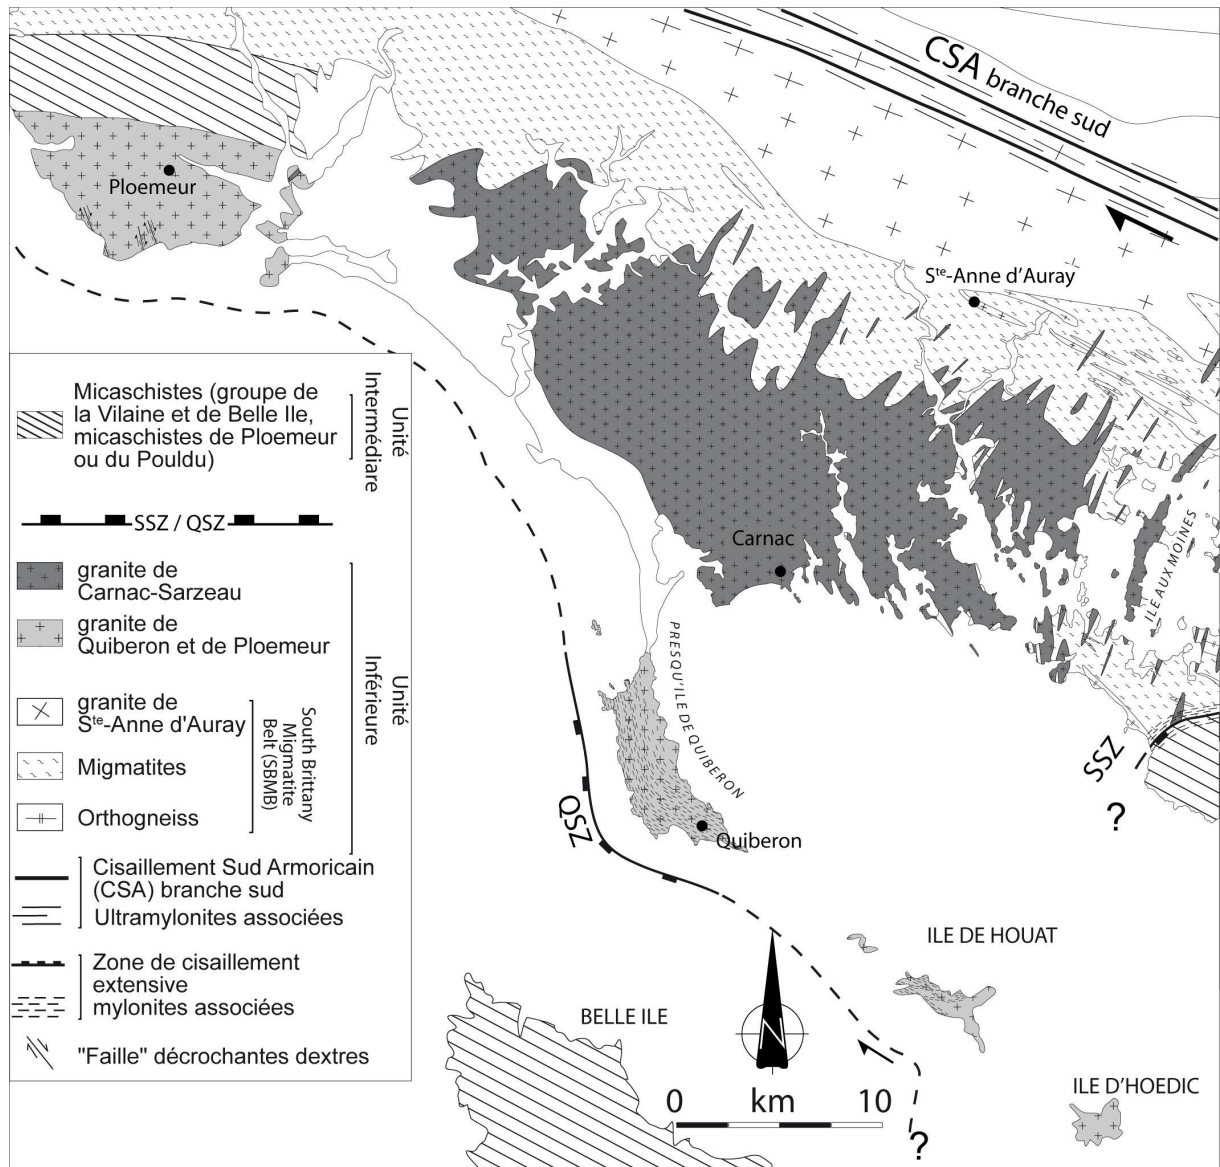 CSA branche sud
Ploemeur
Sᵗᵉ-Anne d'Auray
Micaschistes (groupe de
la Vilaine et de Belle Ile,
micaschistes de Ploemeur
ou du Pouldu)
Unité
Intermédiare
SSZ / QSZ
granite de
Carnac-Sarzeau
granite de
Quiberon et de Ploemeur
granite de
Sᵗᵉ-Anne d'Auray
Migmatites
Orthogneiss
South Brittany
Migmatite
Belt (SBMB)
Unité
Inférieure
Cisaillement Sud Armoricain
(CSA) branche sud
Ultramylonites associées
Zone de cisaillement
extensive
mylonites associées
"Faille" décrochantes dextres
Carnac
ILE AUX MOINES
PRESQU'ILE DE QUIBERON
QSZ
Quiberon
SSZ
?
ILE DE HOUAT
BELLE ILE
N
0 km 10
ILE D'HOEDIC
?